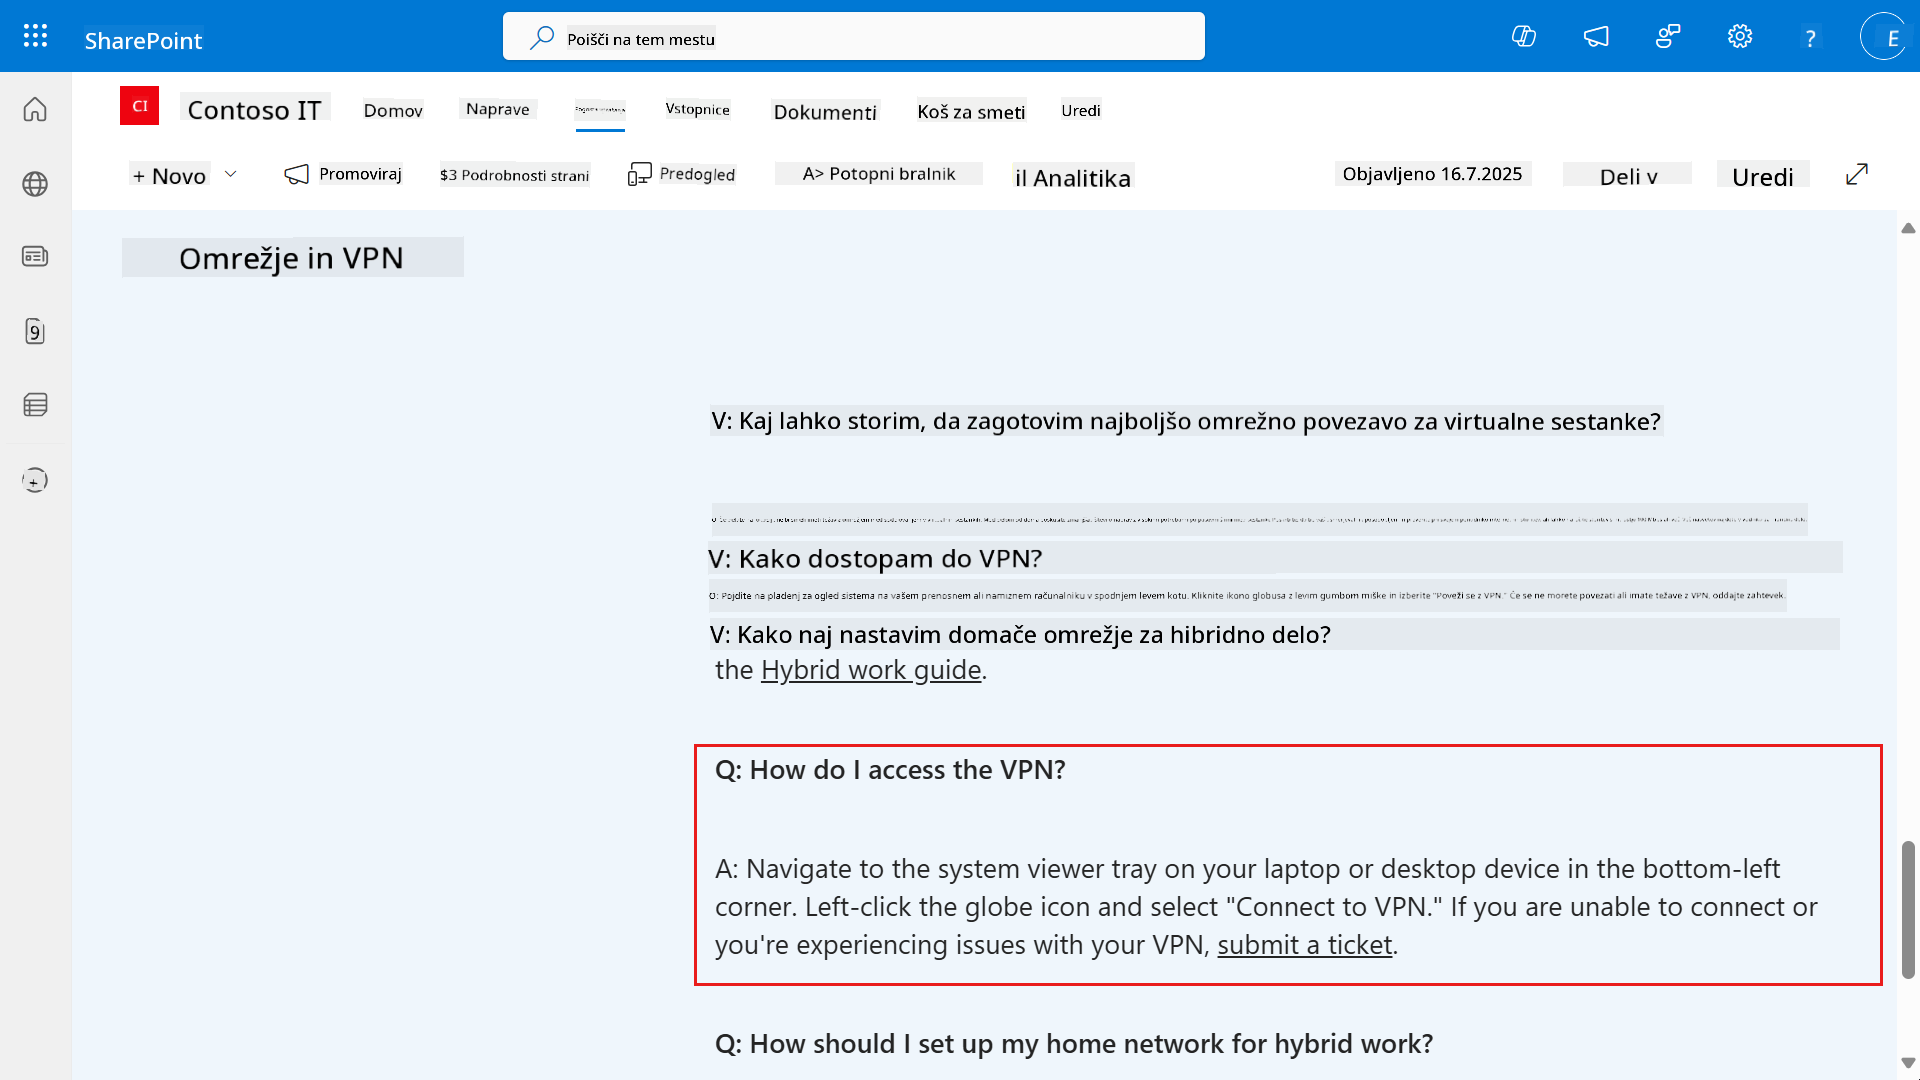 SharePoint
Poišči na tem mestu
?
E
CI
Contoso IT
Domov
Naprave
Vstopnice
Dokumenti
Koš za smeti
Uredi
+ Novo
Promoviraj
$3 Podrobnosti strani
Predogled
A> Potopni bralnik
il Analitika
Objavljeno 16.7.2025
Deli v
Uredi
9
Omrežje in VPN
V: Kaj lahko storim, da zagotovim najboljšo omrežno povezavo za virtualne sestanke?
V: Kako dostopam do VPN?
O: Pojdite na pladenj za ogled sistema na vašem prenosnem ali namiznem računalniku v spodnjem levem kotu. Kliknite ikono globusa z levim gumbom miške in izberite "Poveži se z VPN." Če se ne morete povezati ali imate težave z VPN, oddajte zahtevek.
V: Kako naj nastavim domače omrežje za hibridno delo?
the Hybrid work guide.
Q: How do I access the VPN?
A: Navigate to the system viewer tray on your laptop or desktop device in the bottom-left
corner. Left-click the globe icon and select "Connect to VPN." If you are unable to connect or
you're experiencing issues with your VPN, submit a ticket.
Q: How should I set up my home network for hybrid work?